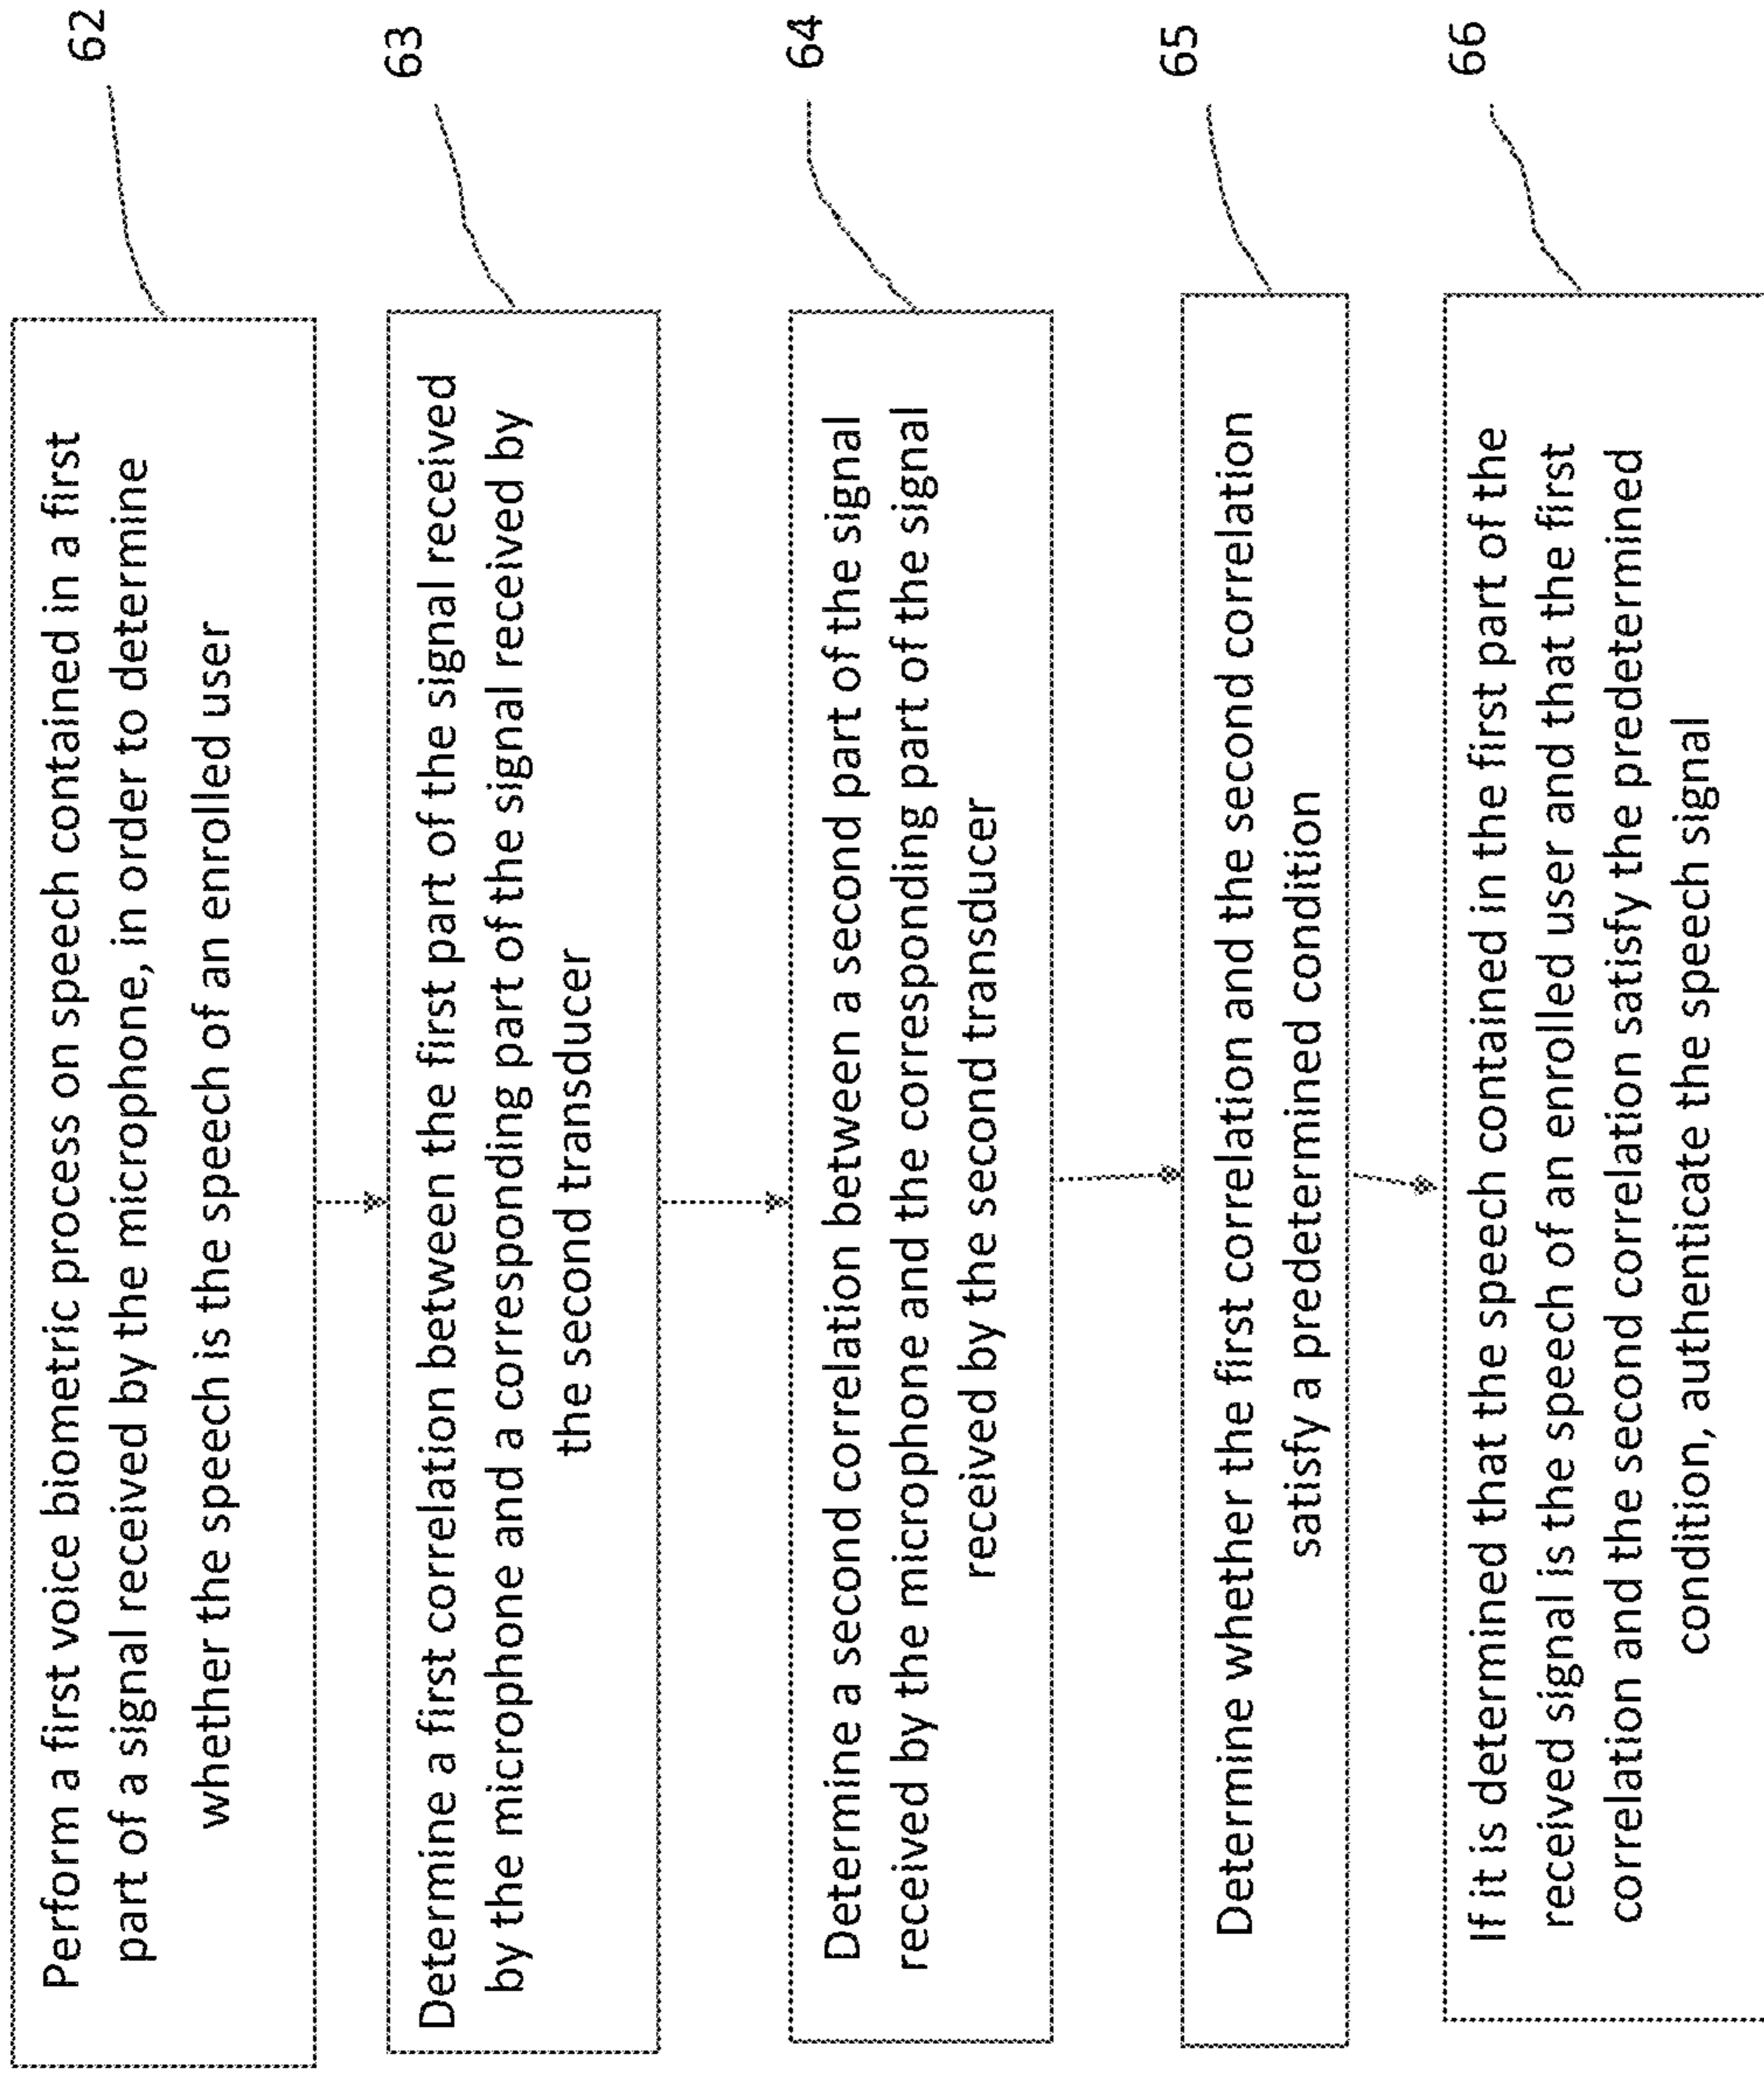 Perform a first voice biometric process on speech contained in a first
part of a signal received by the microphone, in order to determine
whether the speech is the speech of an enrolled user
62
Determine a first correlation between the first part of the signal received
by the microphone and a corresponding part of the signal received by
the second transducer
63
Determine a second correlation between a second part of the signal
received by the microphone and the corresponding part of the signal
received by the second transducer
64
Determine whether the first correlation and the second correlation
satisfy a predetermined condition
65
If it is determined that the speech contained in the first part of the
received signal is the speech of an enrolled user and that the first
correlation and the second correlation satisfy the predetermined
condition, authenticate the speech signal
66